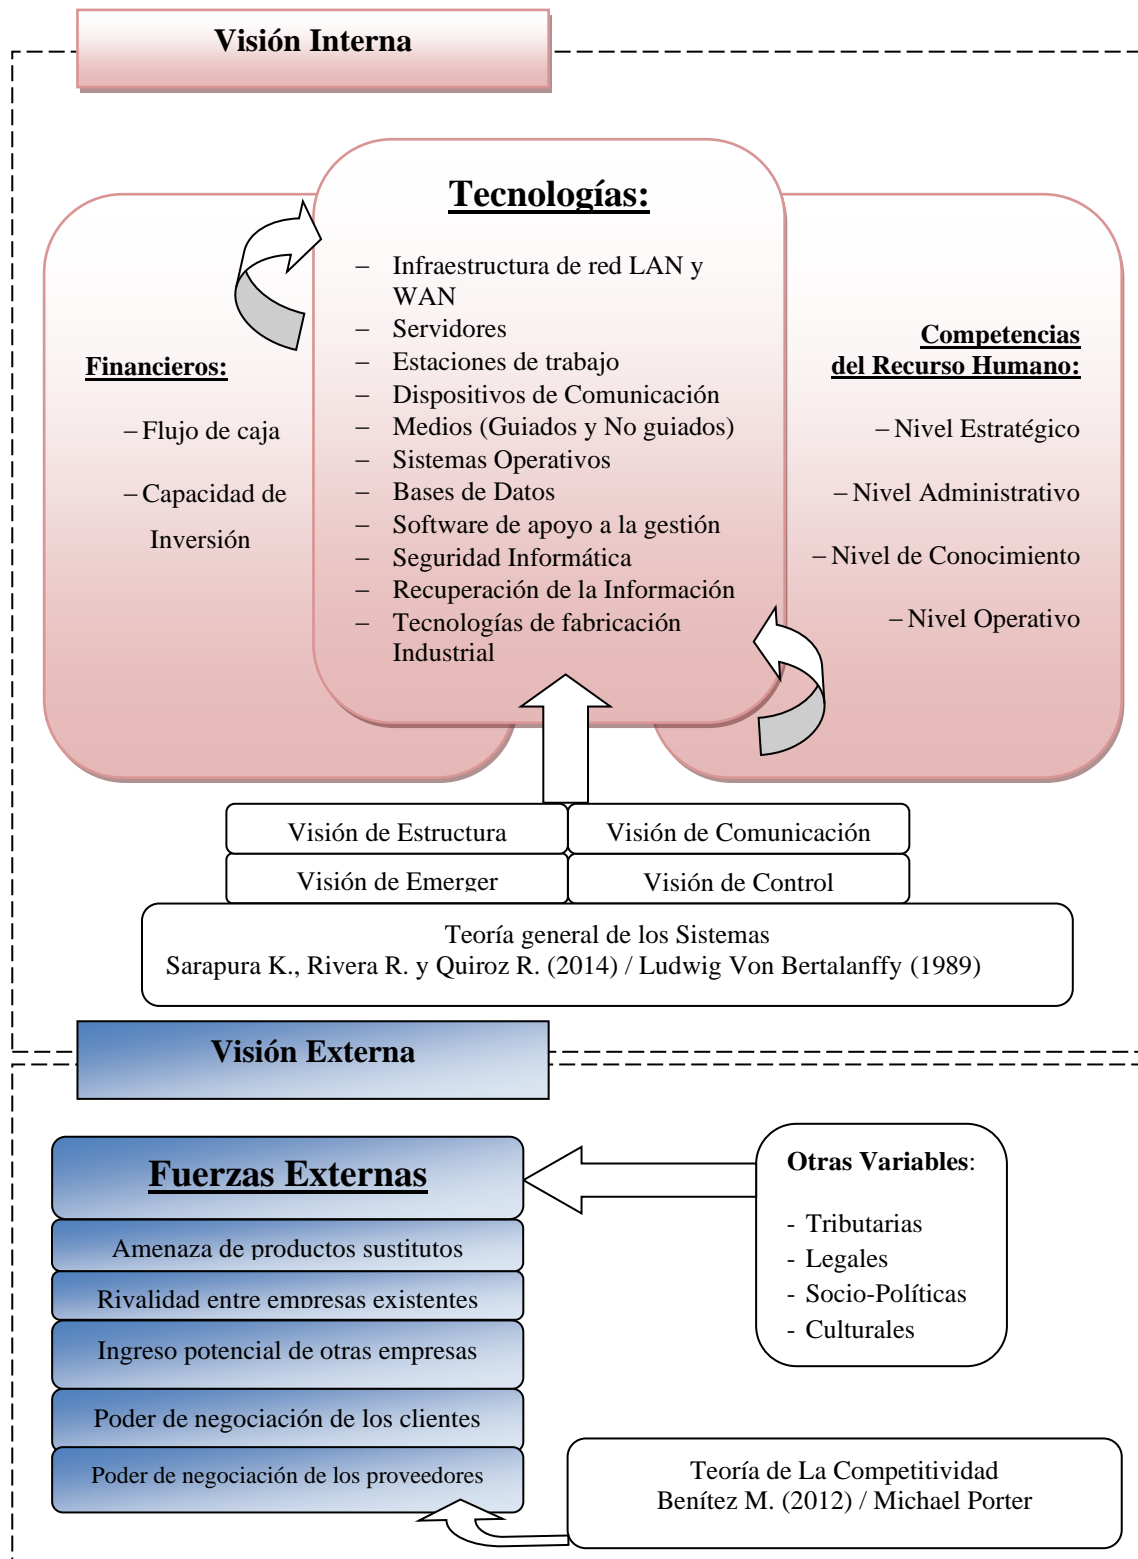 Visión Interna
Tecnologías:
– Infraestructura de red LAN y
WAN
– Servidores
– Estaciones de trabajo
– Dispositivos de Comunicación
– Medios (Guiados y No guiados)
– Sistemas Operativos
– Bases de Datos
– Software de apoyo a la gestión
– Seguridad Informática
– Recuperación de la Información
– Tecnologías de fabricación
Industrial
Financieros:
– Flujo de caja
– Capacidad de
Inversión
Competencias
del Recurso Humano:
– Nivel Estratégico
– Nivel Administrativo
– Nivel de Conocimiento
– Nivel Operativo
Visión de Estructura
Visión de Comunicación
Visión de Emerger
Visión de Control
Teoría general de los Sistemas
Sarapura K., Rivera R. y Quiroz R. (2014) / Ludwig Von Bertalanffy (1989)
Visión Externa
Fuerzas Externas
Amenaza de productos sustitutos
Rivalidad entre empresas existentes
Ingreso potencial de otras empresas
Poder de negociación de los clientes
Poder de negociación de los proveedores
Otras Variables:
- Tributarias
- Legales
- Socio-Políticas
- Culturales
Teoría de La Competitividad
Benítez M. (2012) / Michael Porter